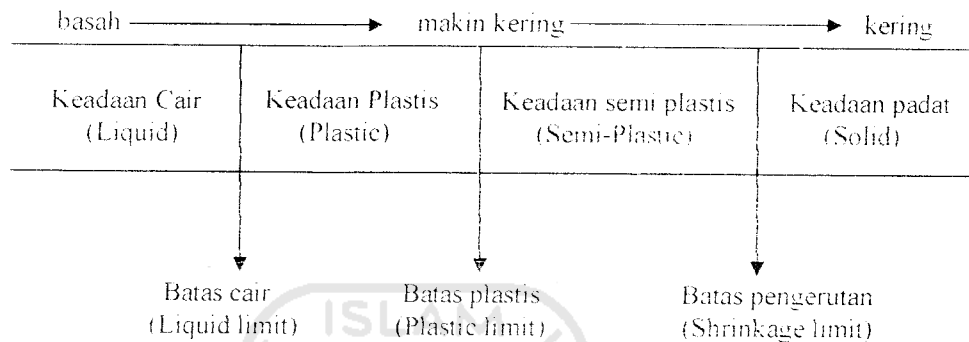 basah makin kering kering
Keadaan Cair Keadaan Plastis Keadaan semi plastis Keadaan padat
(Liquid) (Plastic) (Semi-Plastic) (Solid)
Batas cair Batas plastis Batas pengerutan
(Liquid limit) (Plastic limit) (Shrinkage limit)
ISLAM